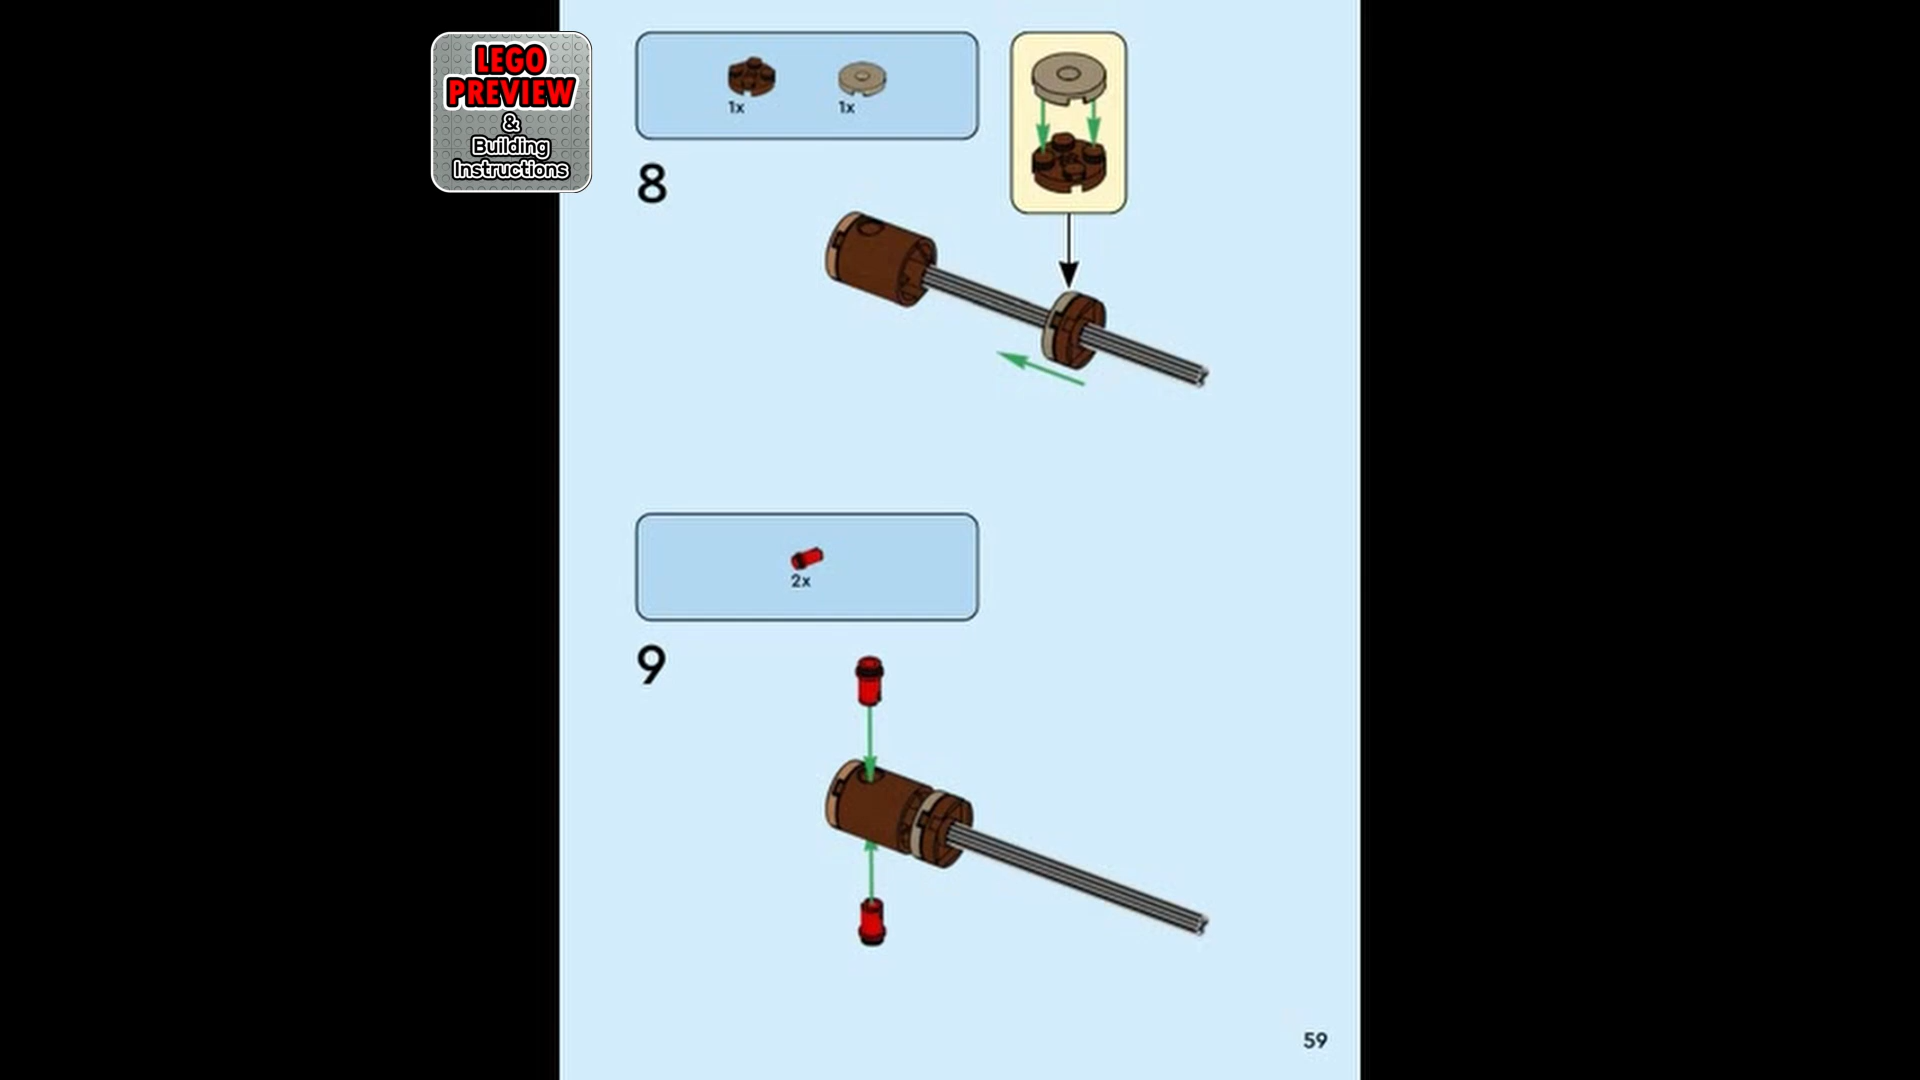 LEGO
PREVIEW
&
Building
Instructions
1x
1x
8
2x
9
59